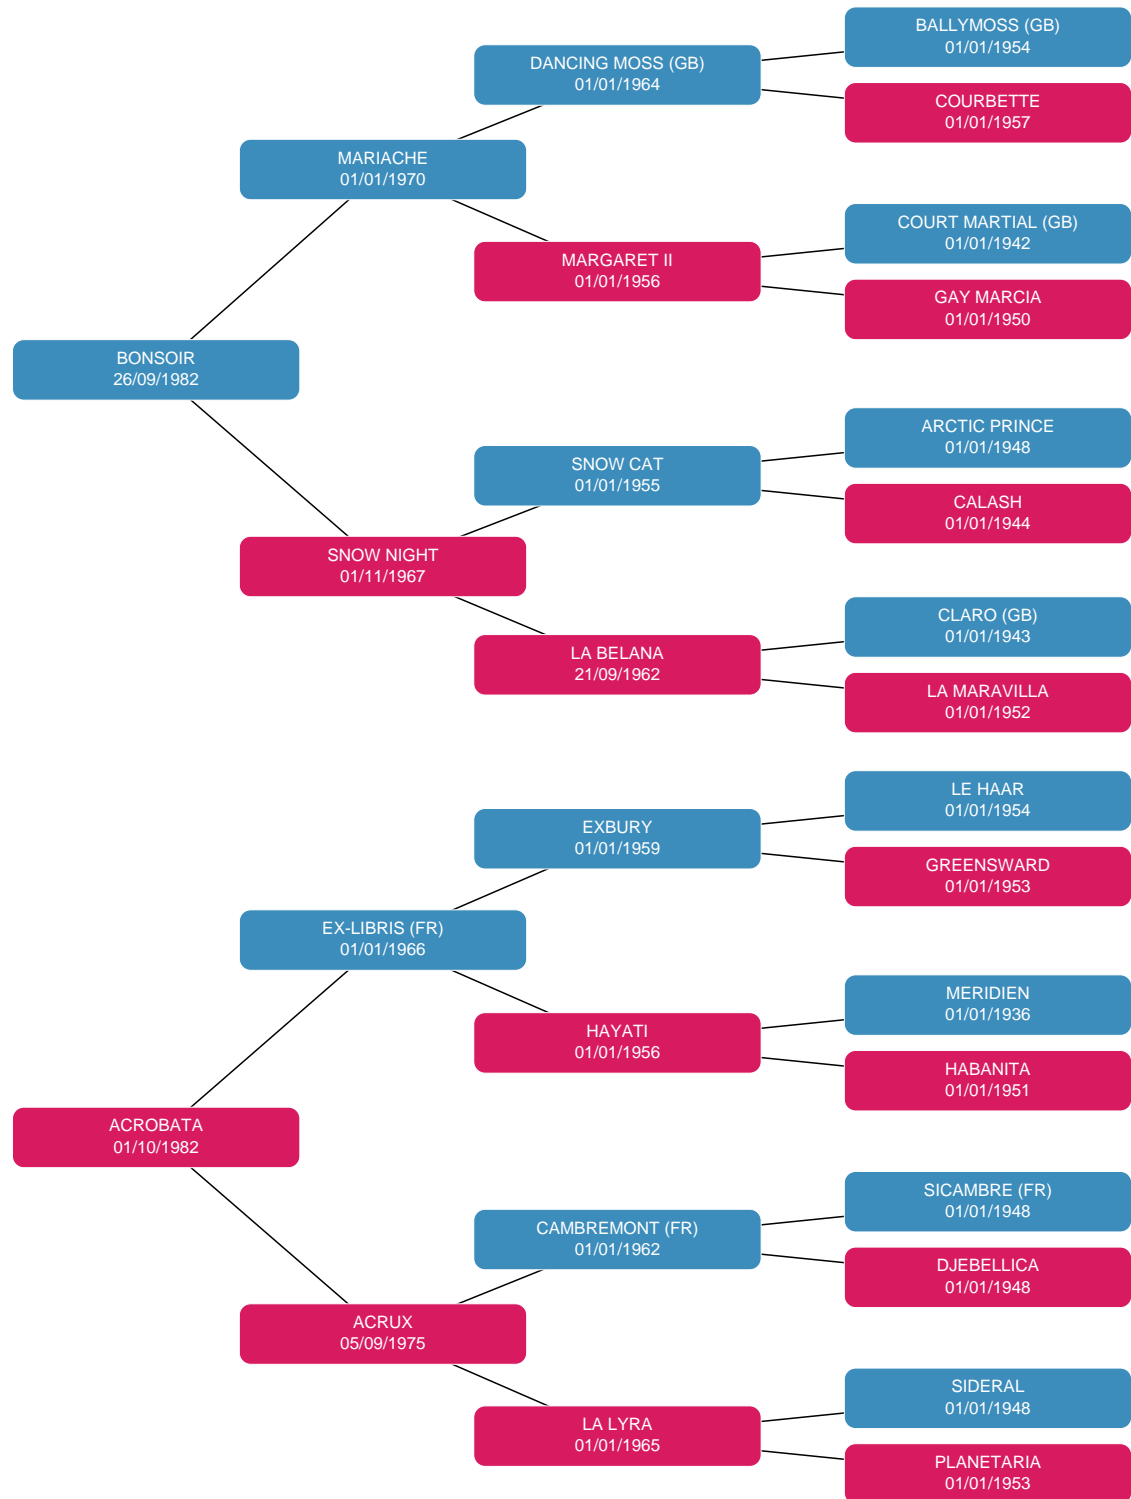 BALLYMOSS (GB)
01/01/1954
DANCING MOSS (GB)
01/01/1964
COURBETTE
01/01/1957
MARIACHE
01/01/1970
COURT MARTIAL (GB)
01/01/1942
MARGARET II
01/01/1956
GAY MARCIA
01/01/1950
BONSOIR
26/09/1982
ARCTIC PRINCE
01/01/1948
SNOW CAT
01/01/1955
CALASH
01/01/1944
SNOW NIGHT
01/11/1967
CLARO (GB)
01/01/1943
LA BELANA
21/09/1962
LA MARAVILLA
01/01/1952
LE HAAR
01/01/1954
EXBURY
01/01/1959
GREENSWARD
01/01/1953
EX-LIBRIS (FR)
01/01/1966
MERIDIEN
01/01/1936
HAYATI
01/01/1956
HABANITA
01/01/1951
ACROBATA
01/10/1982
SICAMBRE (FR)
01/01/1948
CAMBREMONT (FR)
01/01/1962
DJEBELLICA
01/01/1948
ACRUX
05/09/1975
SIDERAL
01/01/1948
LA LYRA
01/01/1965
PLANETARIA
01/01/1953